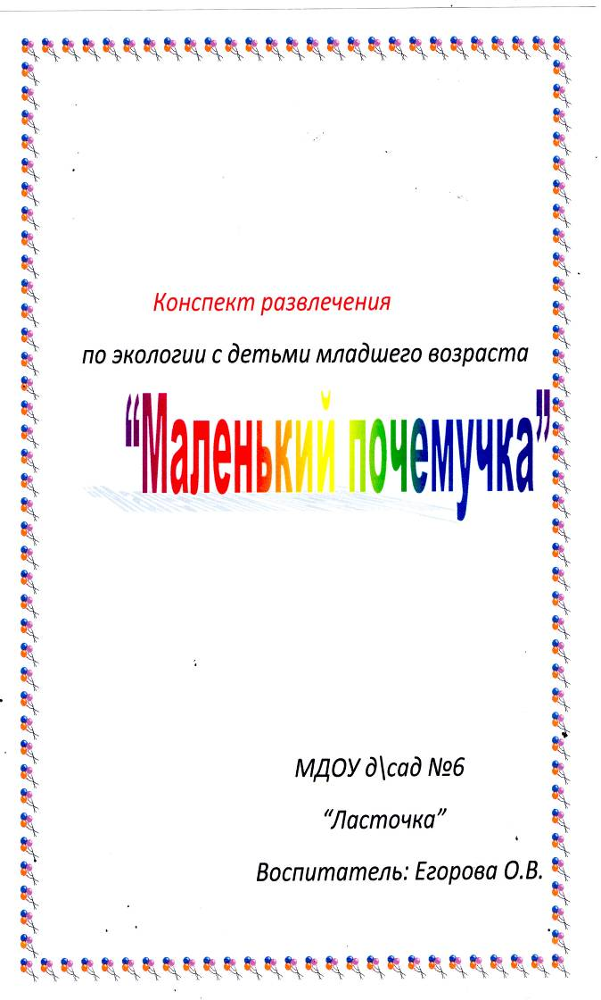 Конспект развлечения
по экологии с детьми младшего возраста
“Маленький почемучка”
МДОУ д\сад №6
“Ласточка”
Воспитатель: Егорова О.В.